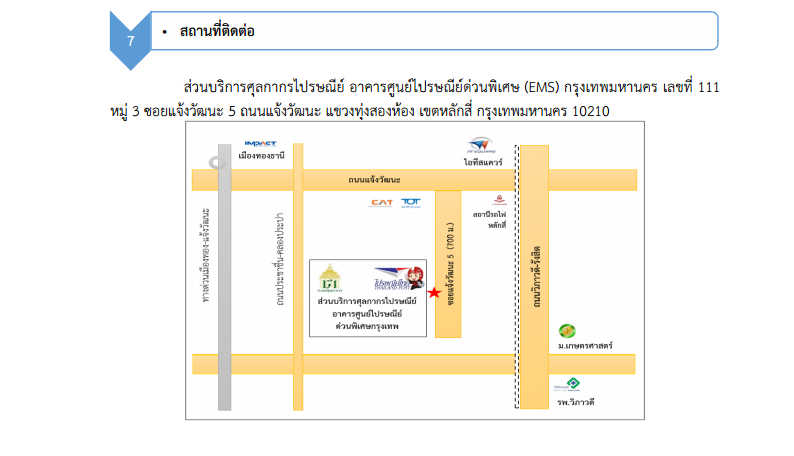 7
• สถานที่ติดต่อ
ส่วนบริการศุลกากรไปรษณีย์ อาคารศูนย์ไปรษณีย์ด่วนพิเศษ (EMS) กรุงเทพมหานคร เลขที่ 111
หมู่ 3 ซอยแจ้งวัฒนะ 5 ถนนแจ้งวัฒนะ แขวงทุ่งสองห้อง เขตหลักสี่ กรุงเทพมหานคร 10210
IMPACT
เมืองทองธานี
ไอทีสแควร์
ถนนแจ้งวัฒนะ
CAT
TOT
สถานีรถไฟ
หลักสี่
ทางด่วนเมืองทอง-แจ้งวัฒนะ
ถนนประชาชื่น-คลองประปา
ซอยแจ้งวัฒนะ 5 (700 ม.)
ถนนวิภาวดี-รังสิต
ไปรษณีย์ไทย
THAILAND POST
ส่วนบริการศุลกากรไปรษณีย์
อาคารศูนย์ไปรษณีย์
ด่วนพิเศษกรุงเทพ
ม.เกษตรศาสตร์
รพ.วิภาวดี